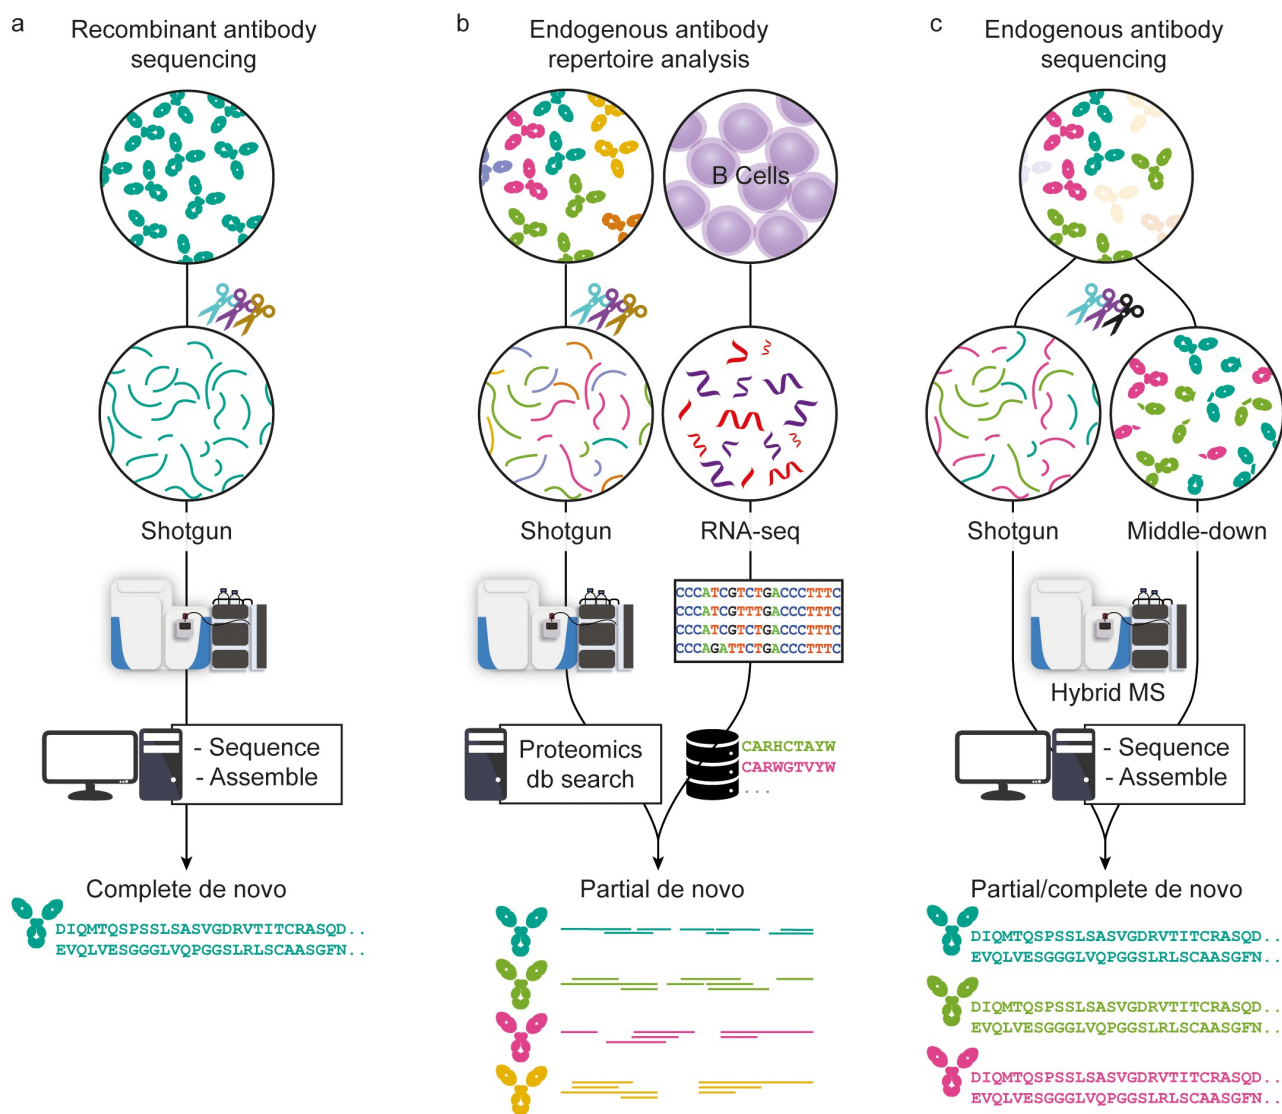 a
Recombinant antibody
sequencing
Shotgun
- Sequence
- Assemble
Complete de novo
DIQMTQSPSSLSASVGDRVTITCRASQD..
EVQLVESGGGLVQPGGSLRLSCAASGFN..
b
Endogenous antibody
repertoire analysis
B Cells
Shotgun
RNA-seq
CCCATCGTCTGACCCTTTC
CCCATCGTTTGACCCTTTC
CCCATCGTCTGACCCTTTC
CCCAGATTCTGACCCTTTC
Proteomics
db search
CARHCTAYW
CARWGTVYW
...
Partial de novo
c
Endogenous antibody
sequencing
Shotgun
Middle-down
Hybrid MS
- Sequence
- Assemble
Partial/complete de novo
DIQMTQSPSSLSASVGDRVTITCRASQD..
EVQLVESGGGLVQPGGSLRLSCAASGFN..
DIQMTQSPSSLSASVGDRVTITCRASQD..
EVQLVESGGGLVQPGGSLRLSCAASGFN..
DIQMTQSPSSLSASVGDRVTITCRASQD..
EVQLVESGGGLVQPGGSLRLSCAASGFN..